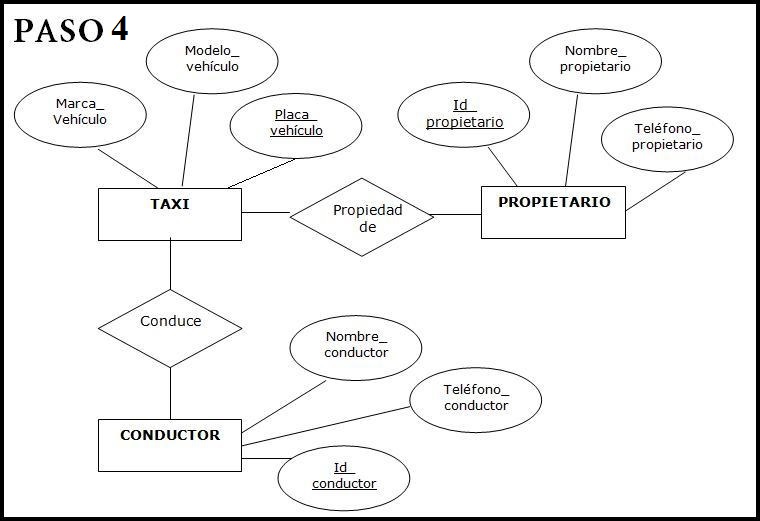 PASO 4
Modelo_
vehículo
Nombre_
propietario
Marca_
Vehículo
Placa_
vehículo
Id_
propietario
Teléfono_
propietario
TAXI
Propiedad
de
PROPIETARIO
Conduce
Nombre_
conductor
Teléfono_
conductor
CONDUCTOR
Id_
conductor